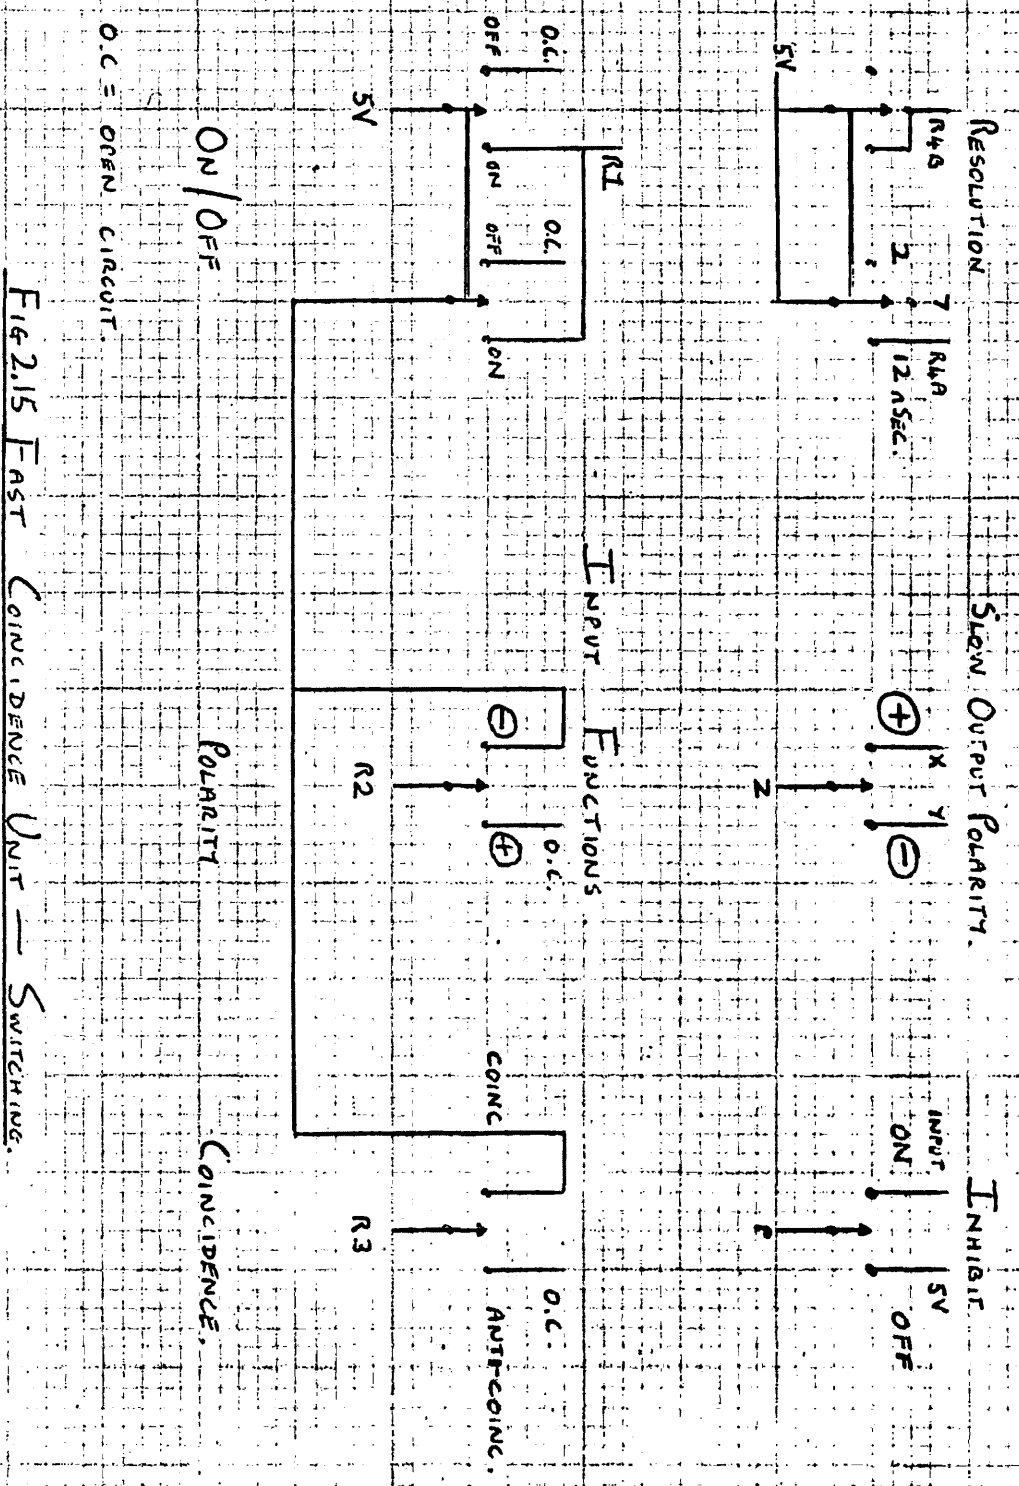 RESOLUTION
SLOW OUTPUT POLARITY.
INHIBIT
R4B
7
R4A
2
12 nSEC.
5V
X
Y
+
−
Z
INPUT
ON
5V
OFF
P
INPUT FUNCTIONS
R1
O.C.
OFF
ON
O.C.
OFF
ON
5V
−
+
O.C.
R2
COINC
O.C.
ANTI-COINC.
R3
ON/OFF
POLARITY
COINCIDENCE.
O.C = OPEN CIRCUIT.
FIG 2.15 FAST COINCIDENCE UNIT — SWITCHING.